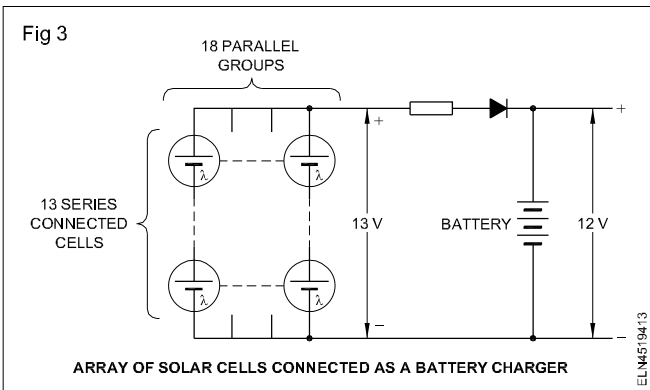 Fig 3
18 PARALLEL
GROUPS
13 SERIES
CONNECTED
CELLS
λ
λ
λ
λ
+
13 V
−
BATTERY
+
12 V
−
ARRAY OF SOLAR CELLS CONNECTED AS A BATTERY CHARGER
ELN4519413